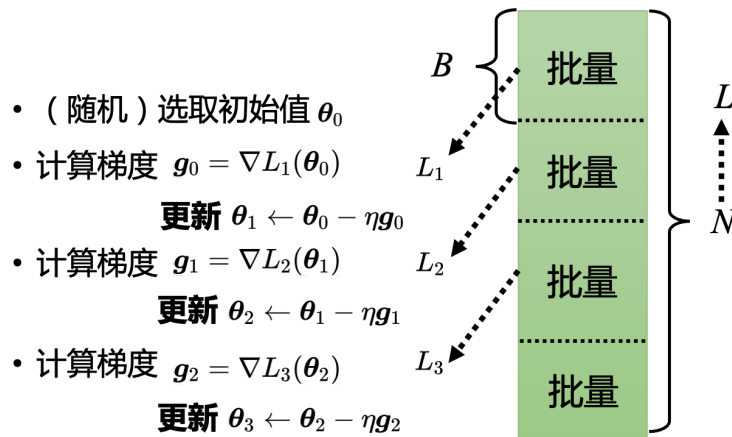 • （随机）选取初始值 θ₀
• 计算梯度 g₀ = ∇L₁(θ₀)
更新 θ₁ ← θ₀ − ηg₀
• 计算梯度 g₁ = ∇L₂(θ₁)
更新 θ₂ ← θ₁ − ηg₁
• 计算梯度 g₂ = ∇L₃(θ₂)
更新 θ₃ ← θ₂ − ηg₂
B
L₁
L₂
L₃
批量
批量
批量
批量
L
N